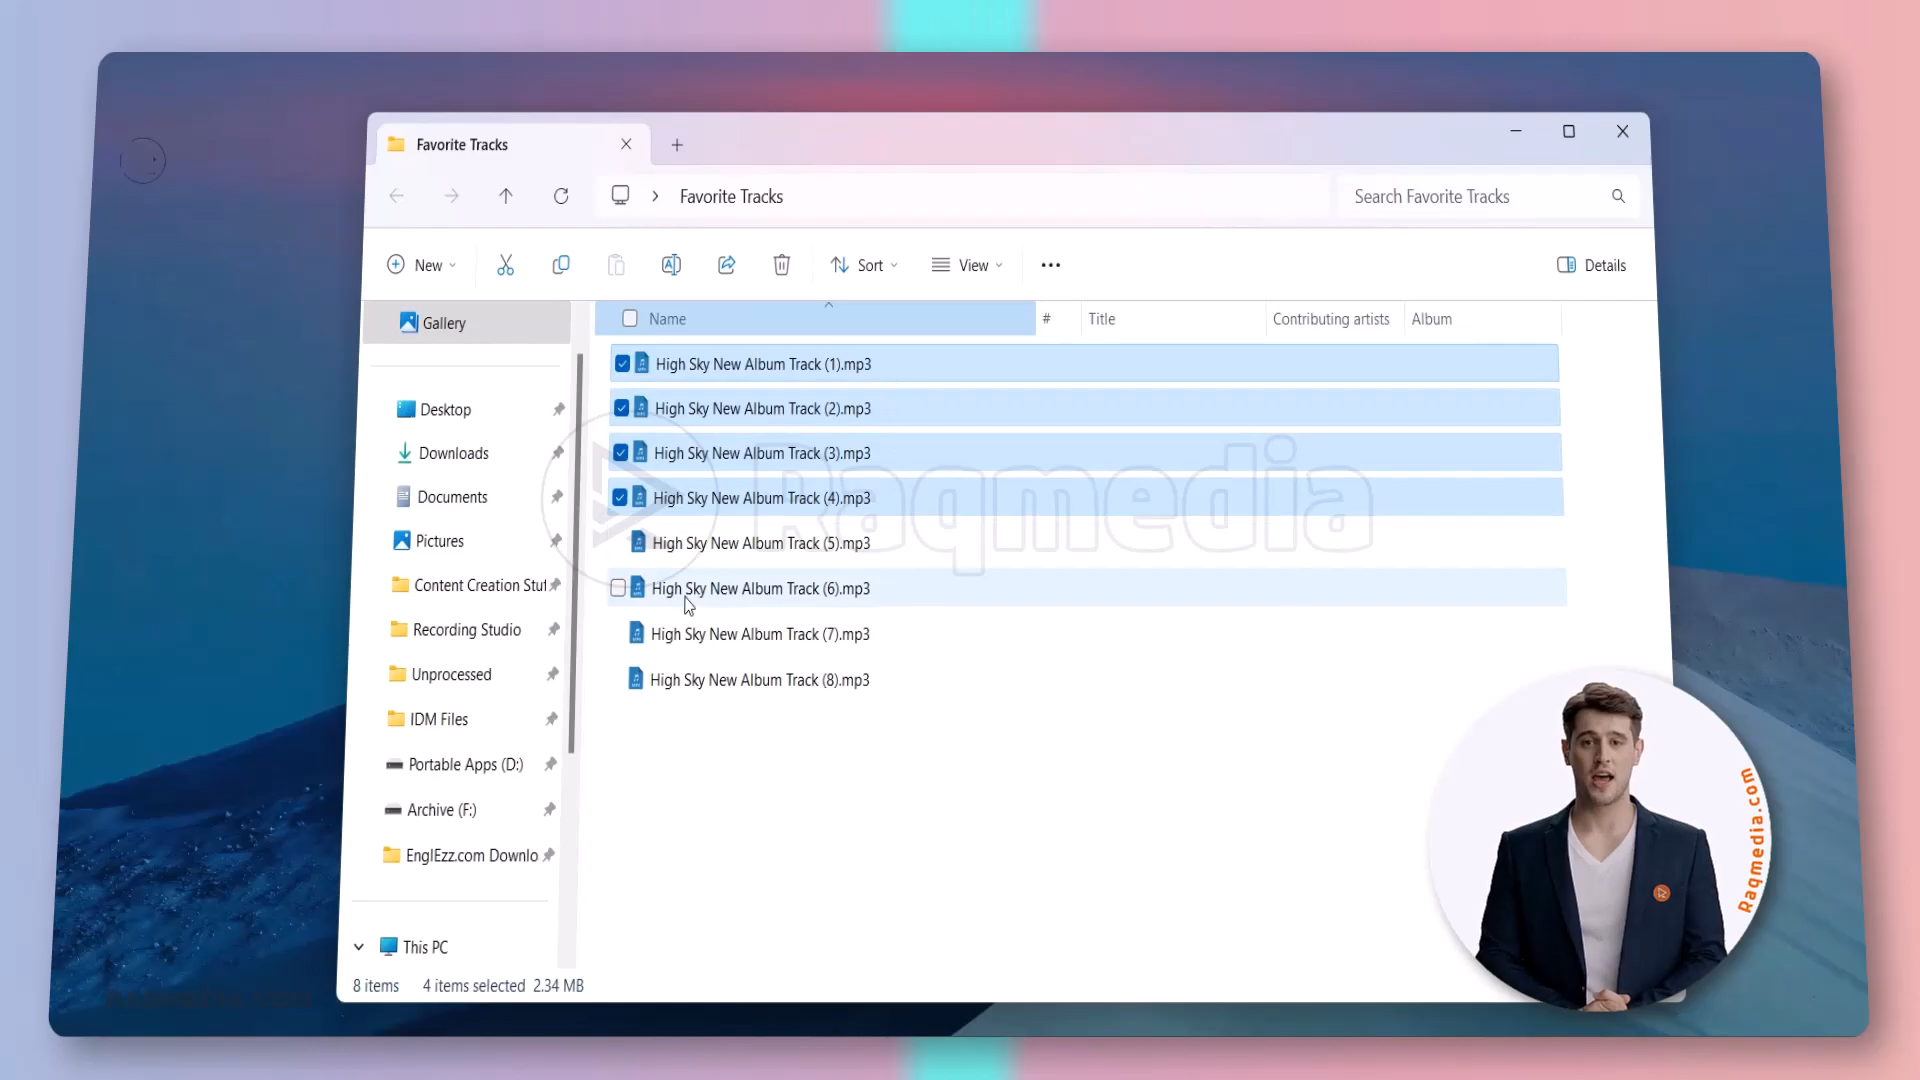 Favorite Tracks
Favorite Tracks
Search Favorite Tracks
New
Sort
View
Details
Gallery
Name
#
Title
Contributing artists
Album
High Sky New Album Track (1).mp3
High Sky New Album Track (2).mp3
High Sky New Album Track (3).mp3
High Sky New Album Track (4).mp3
High Sky New Album Track (5).mp3
High Sky New Album Track (6).mp3
High Sky New Album Track (7).mp3
High Sky New Album Track (8).mp3
Desktop
Downloads
Documents
Pictures
Content Creation Stuf
Recording Studio
Unprocessed
IDM Files
Portable Apps (D:)
Archive (F:)
EnglEzz.com Downlo
This PC
8 items
4 items selected 2.34 MB
Raqmedia
Raqmedia.com